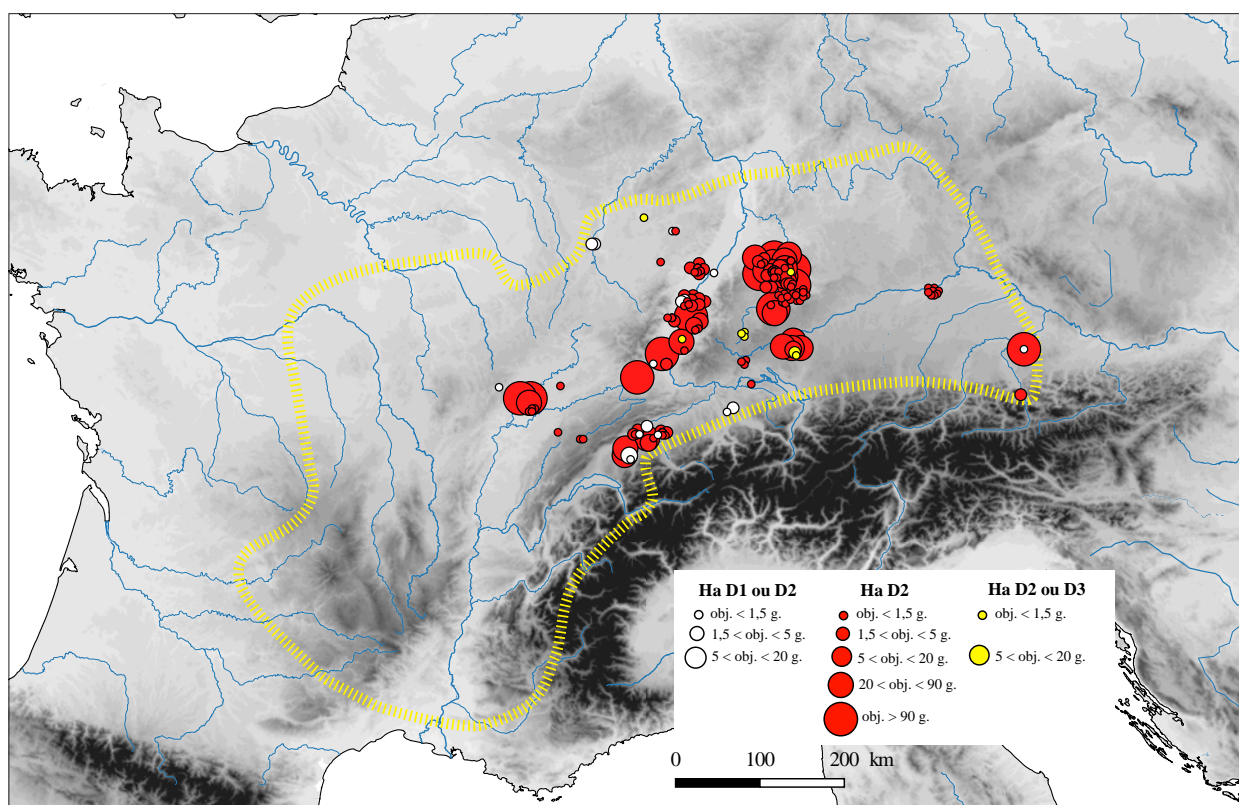 Ha D1 ou D2
obj. < 1,5 g.
1,5 < obj. < 5 g.
5 < obj. < 20 g.
Ha D2
obj. < 1,5 g.
1,5 < obj. < 5 g.
5 < obj. < 20 g.
20 < obj. < 90 g.
obj. > 90 g.
Ha D2 ou D3
obj. < 1,5 g.
5 < obj. < 20 g.
0 100 200 km